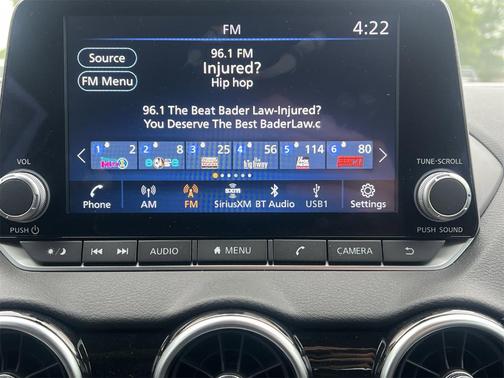 FM
4:22
Source
96.1 FM
Injured?
FM Menu
Hip hop
96.1 The Beat Bader Law-Injured?
You Deserve The Best BaderLaw.c
1 2
2 8
3 25
4 56
5 114
6 80
VOL
TUNE-SCROLL
Phone
AM
FM
SXM
SiriusXM
BT Audio
USB1
Settings
PUSH
PUSH SOUND
AUDIO
MENU
CAMERA